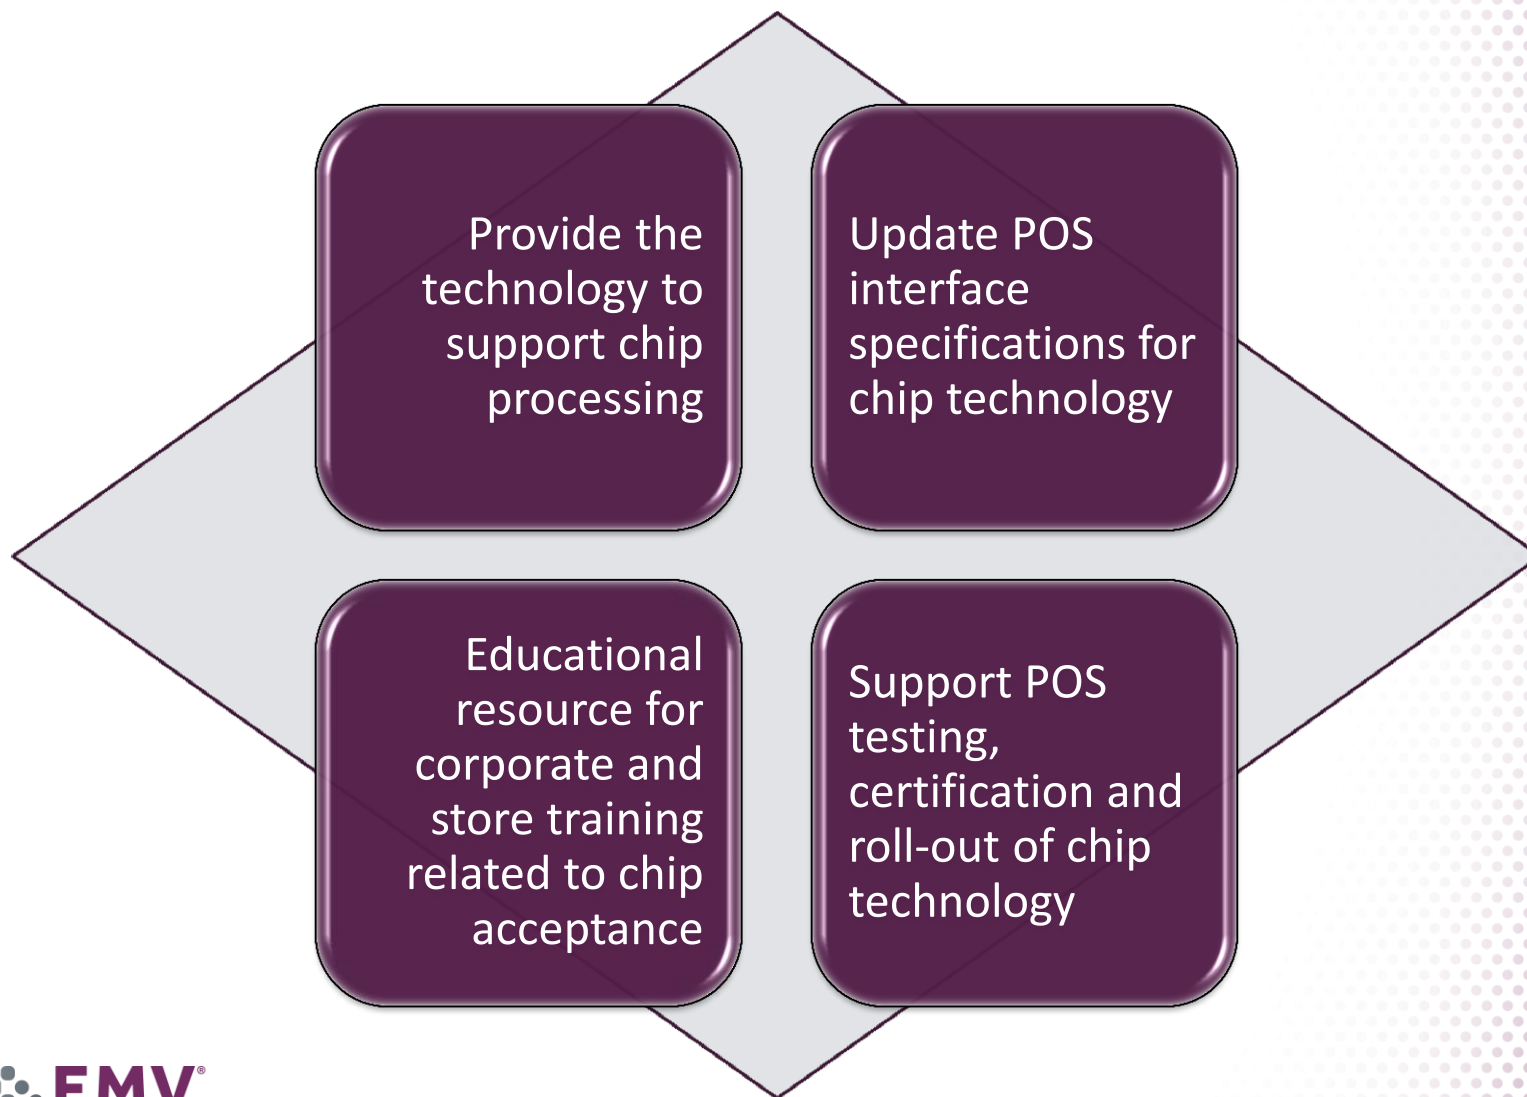 Provide the
technology to
support chip
processing
Update POS
interface
specifications for
chip technology
Educational
resource for
corporate and
store training
related to chip
acceptance
Support POS
testing,
certification and
roll-out of chip
technology
EMV®